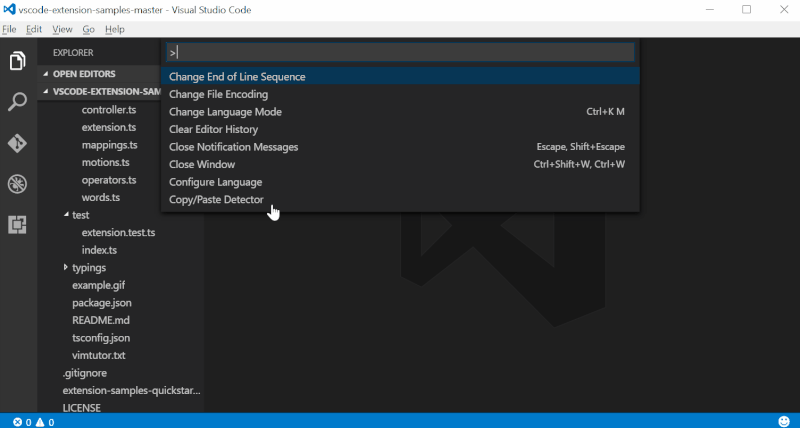 vscode-extension-samples-master - Visual Studio Code
File Edit View Go Help
EXPLORER
OPEN EDITORS
VSCODE-EXTENSION-SAM
controller.ts
extension.ts
mappings.ts
motions.ts
operators.ts
words.ts
test
extension.test.ts
index.ts
typings
example.gif
package.json
README.md
tsconfig.json
vimtutor.txt
.gitignore
extension-samples-quickstar...
LICENSE
>
Change End of Line Sequence
Change File Encoding
Change Language Mode Ctrl+K M
Clear Editor History
Close Notification Messages Escape, Shift+Escape
Close Window Ctrl+Shift+W, Ctrl+W
Configure Language
Copy/Paste Detector
0 0